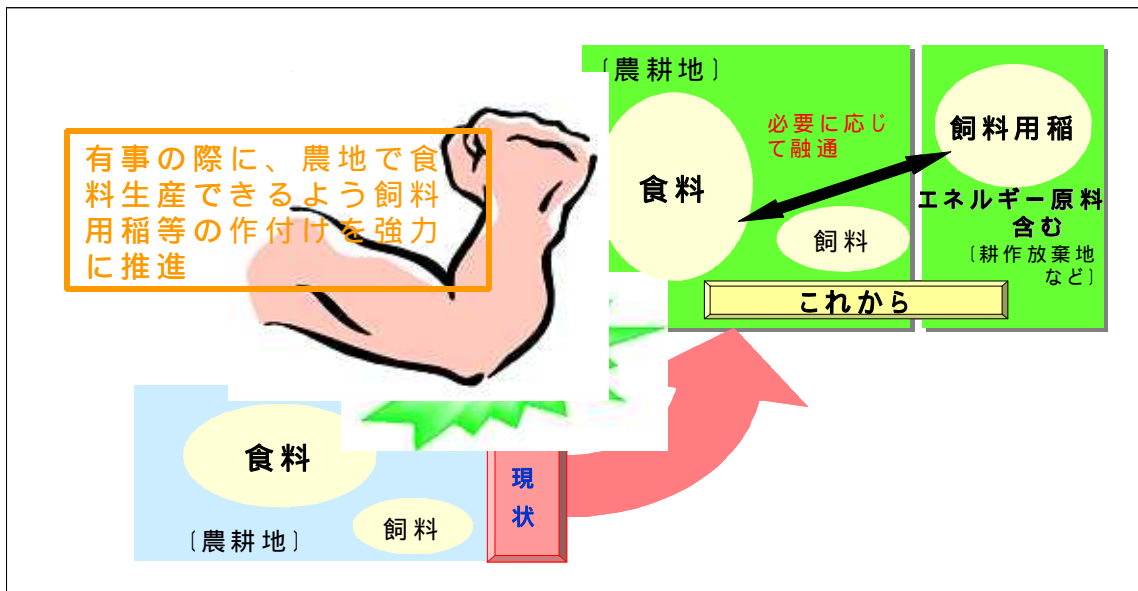 〔農耕地〕
食料
必要に応じ
て融通
飼料
飼料用稲
エネルギー原料
含む
〔耕作放棄地
など〕
これから
有事の際に、農地で食
料生産できるよう飼料
用稲等の作付けを強力
に推進
食料
飼料
〔農耕地〕
現
状